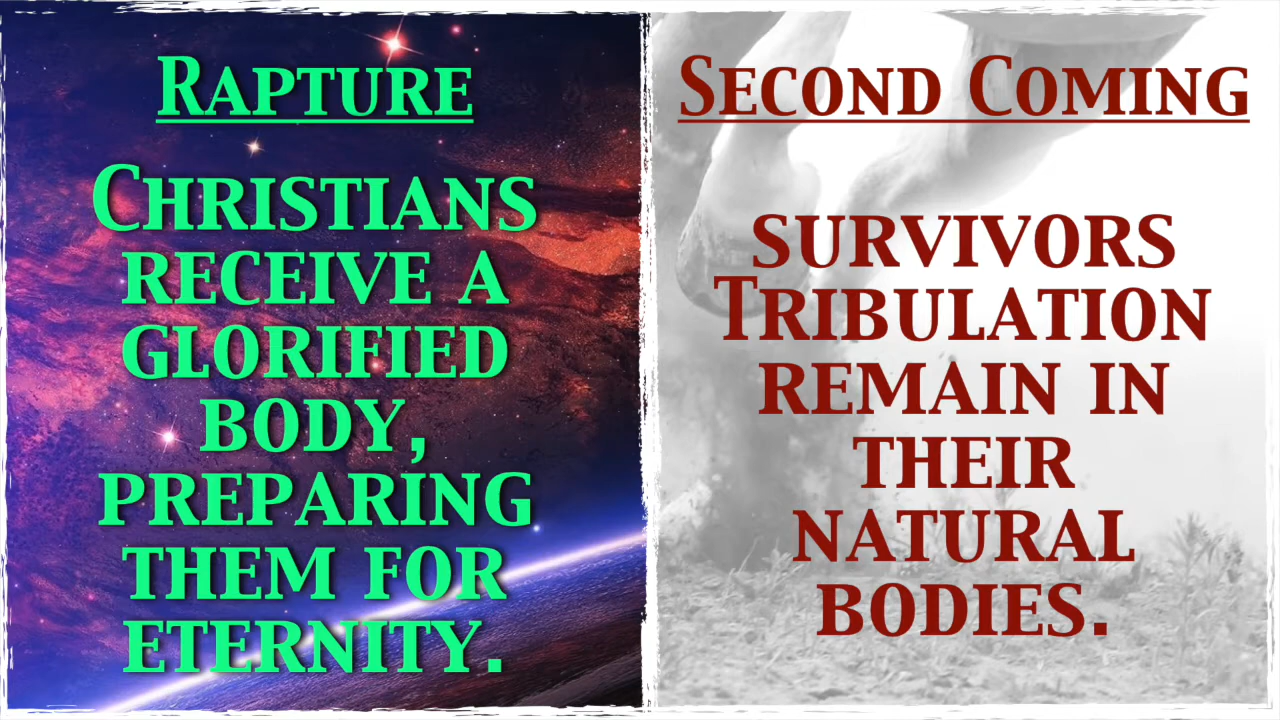 Rapture
Christians
receive a
glorified
body,
preparing
them for
eternity.
Second Coming
survivors
Tribulation
remain in
their
natural
bodies.